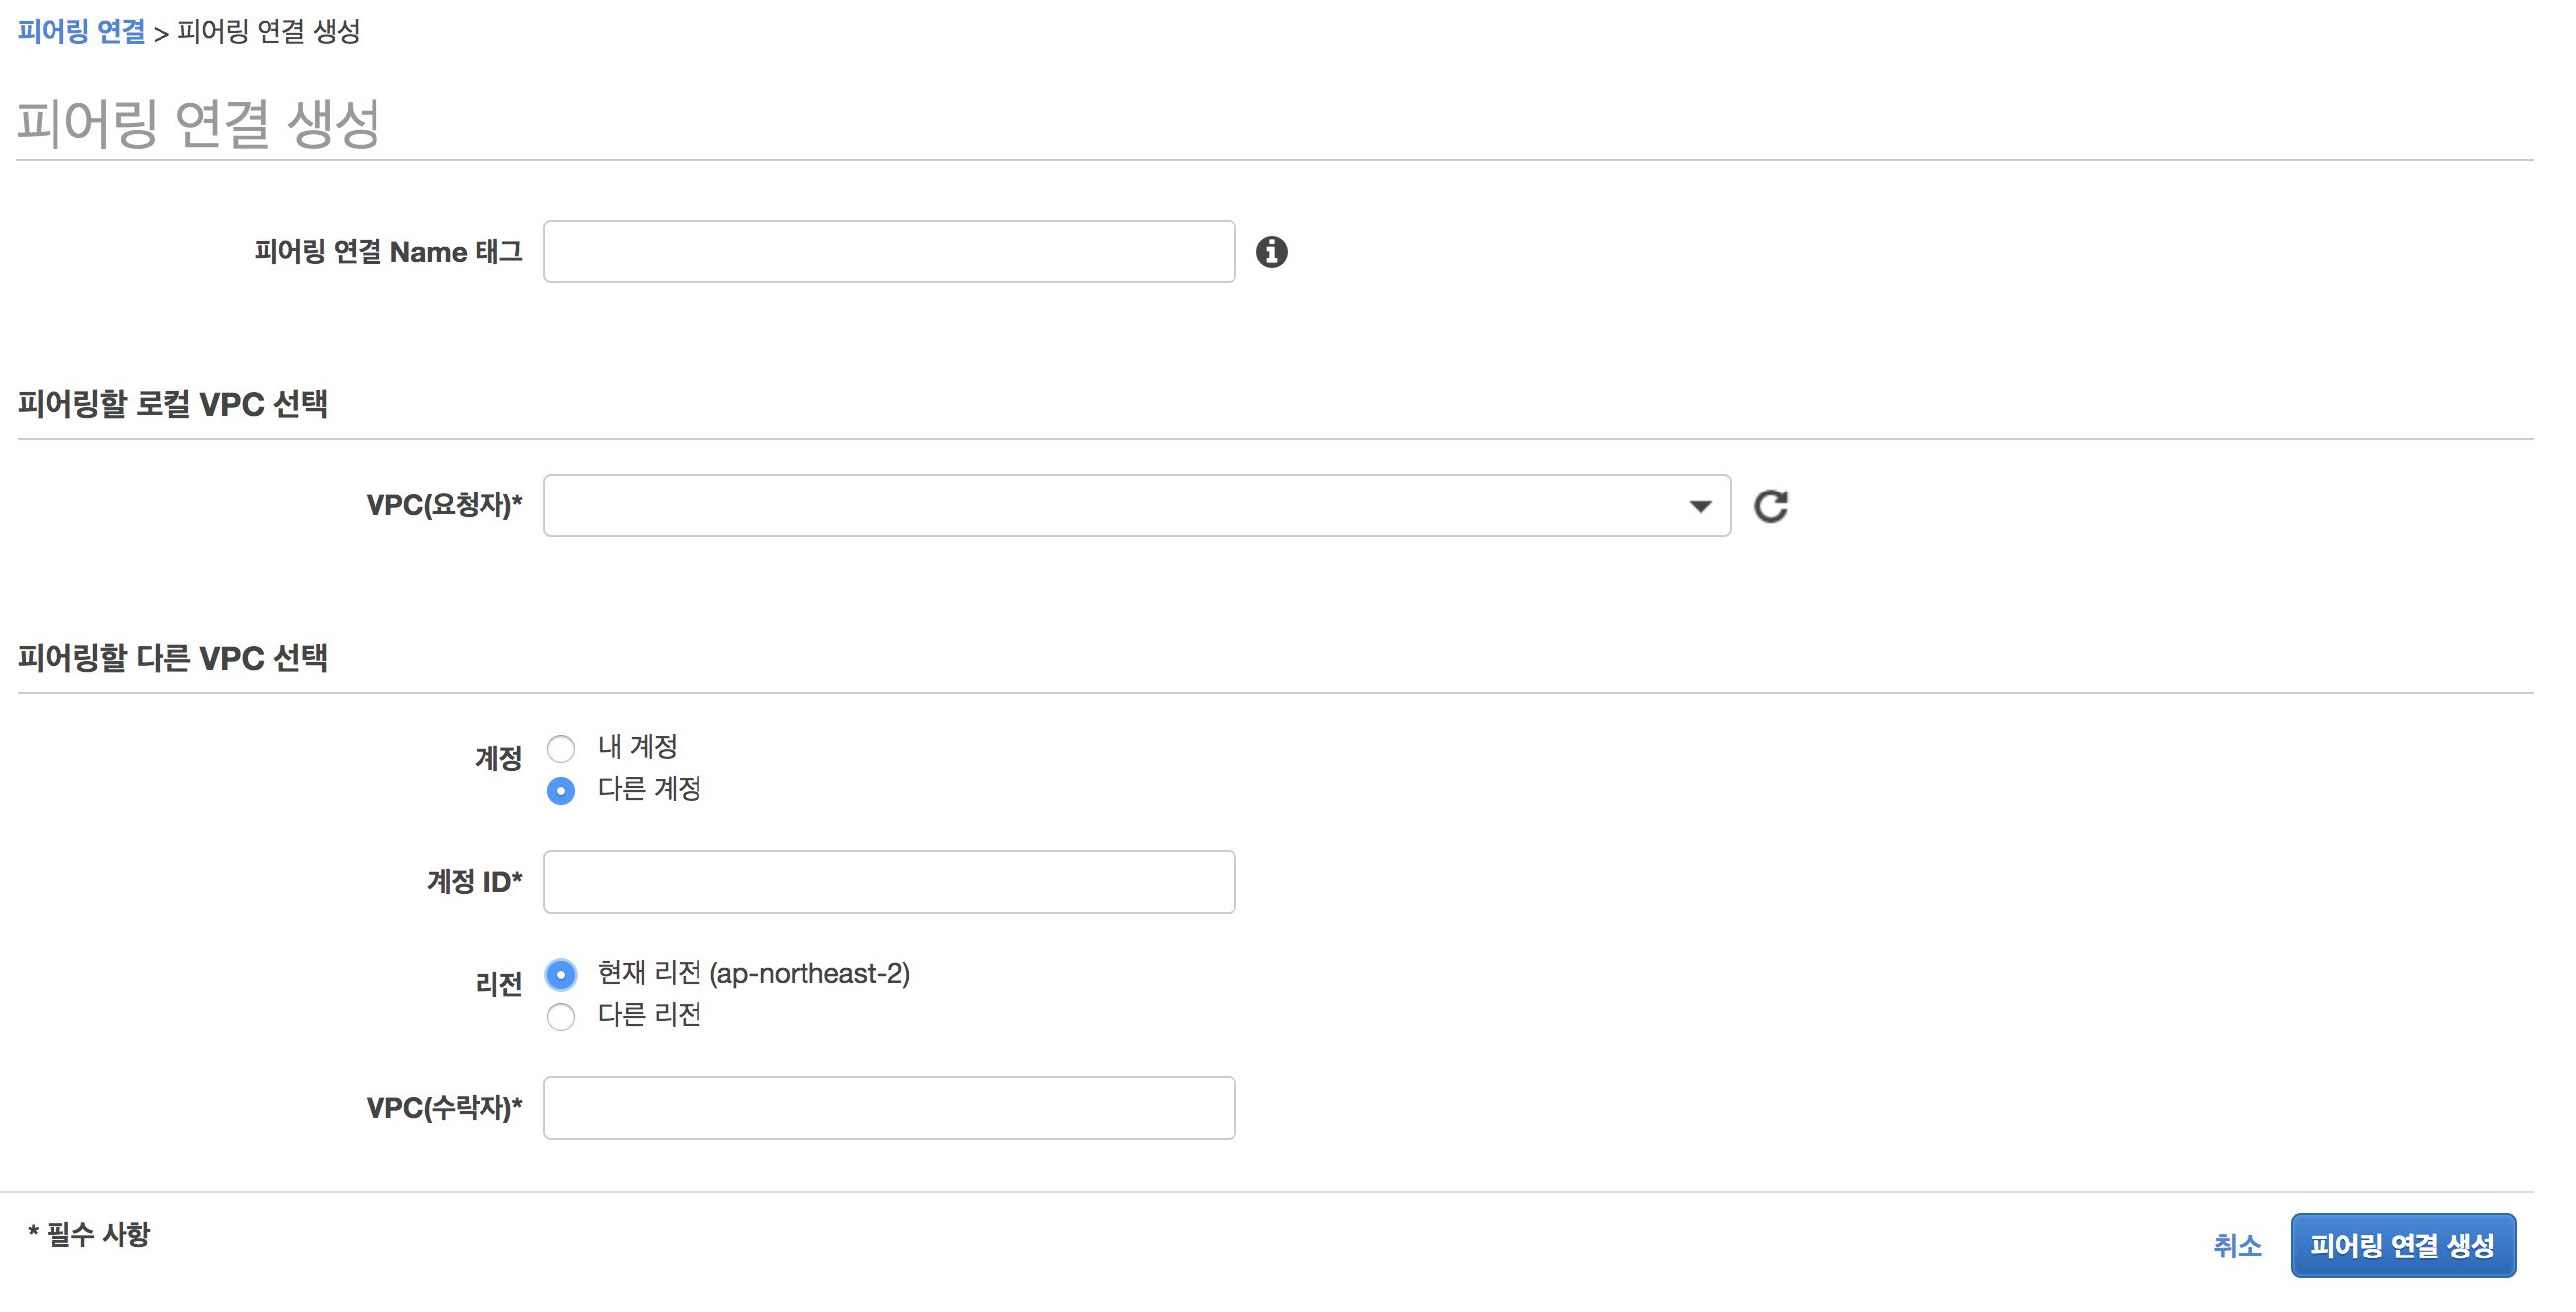 피어링 연결 > 피어링 연결 생성
피어링 연결 생성
피어링 연결 Name 태그
피어링할 로컬 VPC 선택
VPC(요청자)*
피어링할 다른 VPC 선택
계정
내 계정
다른 계정
계정 ID*
리전
현재 리전 (ap-northeast-2)
다른 리전
VPC(수락자)*
* 필수 사항
취소
피어링 연결 생성